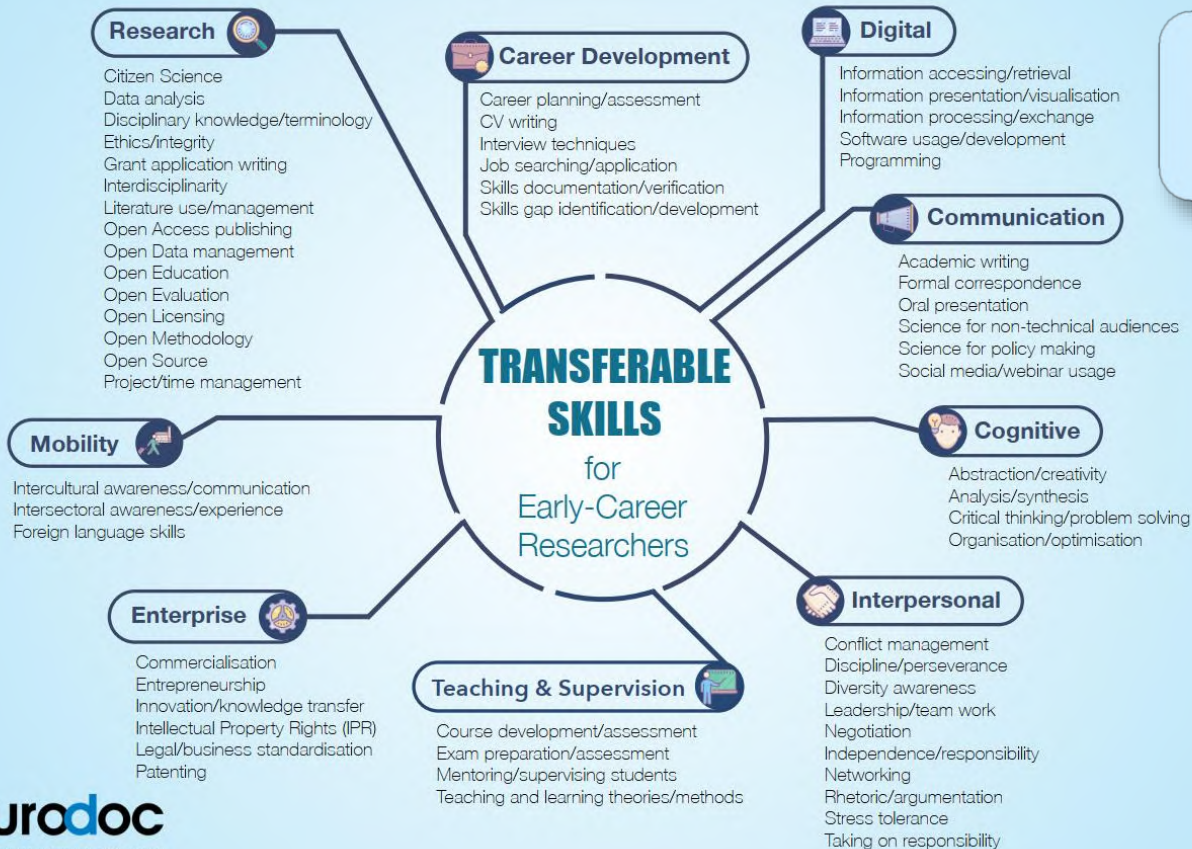 Research
Citizen Science
Data analysis
Disciplinary knowledge/terminology
Ethics/integrity
Grant application writing
Interdisciplinarity
Literature use/management
Open Access publishing
Open Data management
Open Education
Open Evaluation
Open Licensing
Open Methodology
Open Source
Project/time management
Career Development
Career planning/assessment
CV writing
Interview techniques
Job searching/application
Skills documentation/verification
Skills gap identification/development
Digital
Information accessing/retrieval
Information presentation/visualisation
Information processing/exchange
Software usage/development
Programming
Communication
Academic writing
Formal correspondence
Oral presentation
Science for non-technical audiences
Science for policy making
Social media/webinar usage
TRANSFERABLE
SKILLS
for
Early-Career
Researchers
Mobility
Intercultural awareness/communication
Intersectoral awareness/experience
Foreign language skills
Cognitive
Abstraction/creativity
Analysis/synthesis
Critical thinking/problem solving
Organisation/optimisation
Enterprise
Commercialisation
Entrepreneurship
Innovation/knowledge transfer
Intellectual Property Rights (IPR)
Legal/business standardisation
Patenting
Teaching & Supervision
Course development/assessment
Exam preparation/assessment
Mentoring/supervising students
Teaching and learning theories/methods
Interpersonal
Conflict management
Discipline/perseverance
Diversity awareness
Leadership/team work
Negotiation
Independence/responsibility
Networking
Rhetoric/argumentation
Stress tolerance
Taking on responsibility
urodoc